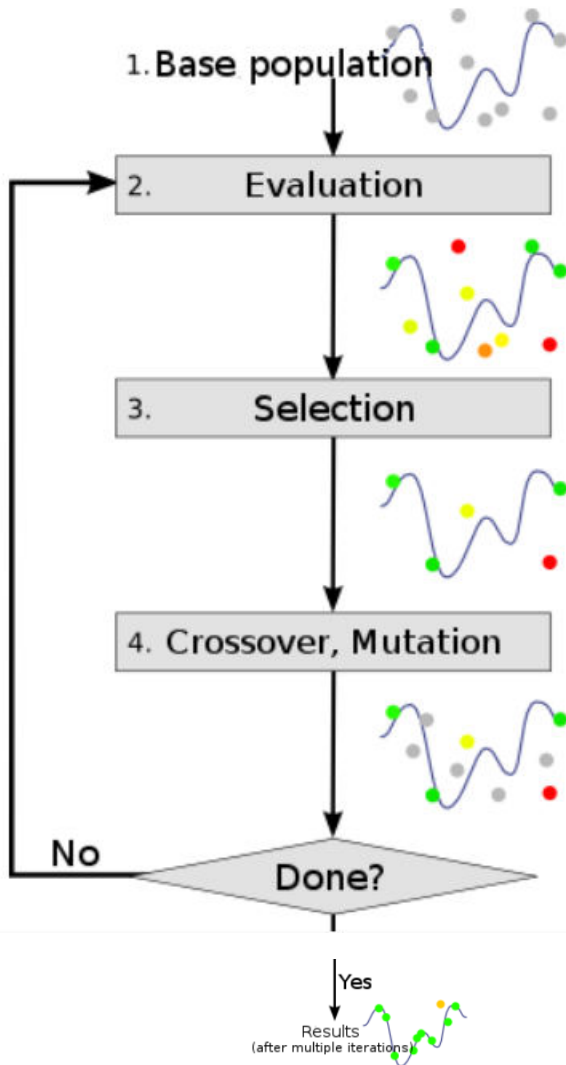 1. Base population
2. Evaluation
3. Selection
4. Crossover, Mutation
No
Done?
Yes
Results
(after multiple iterations)